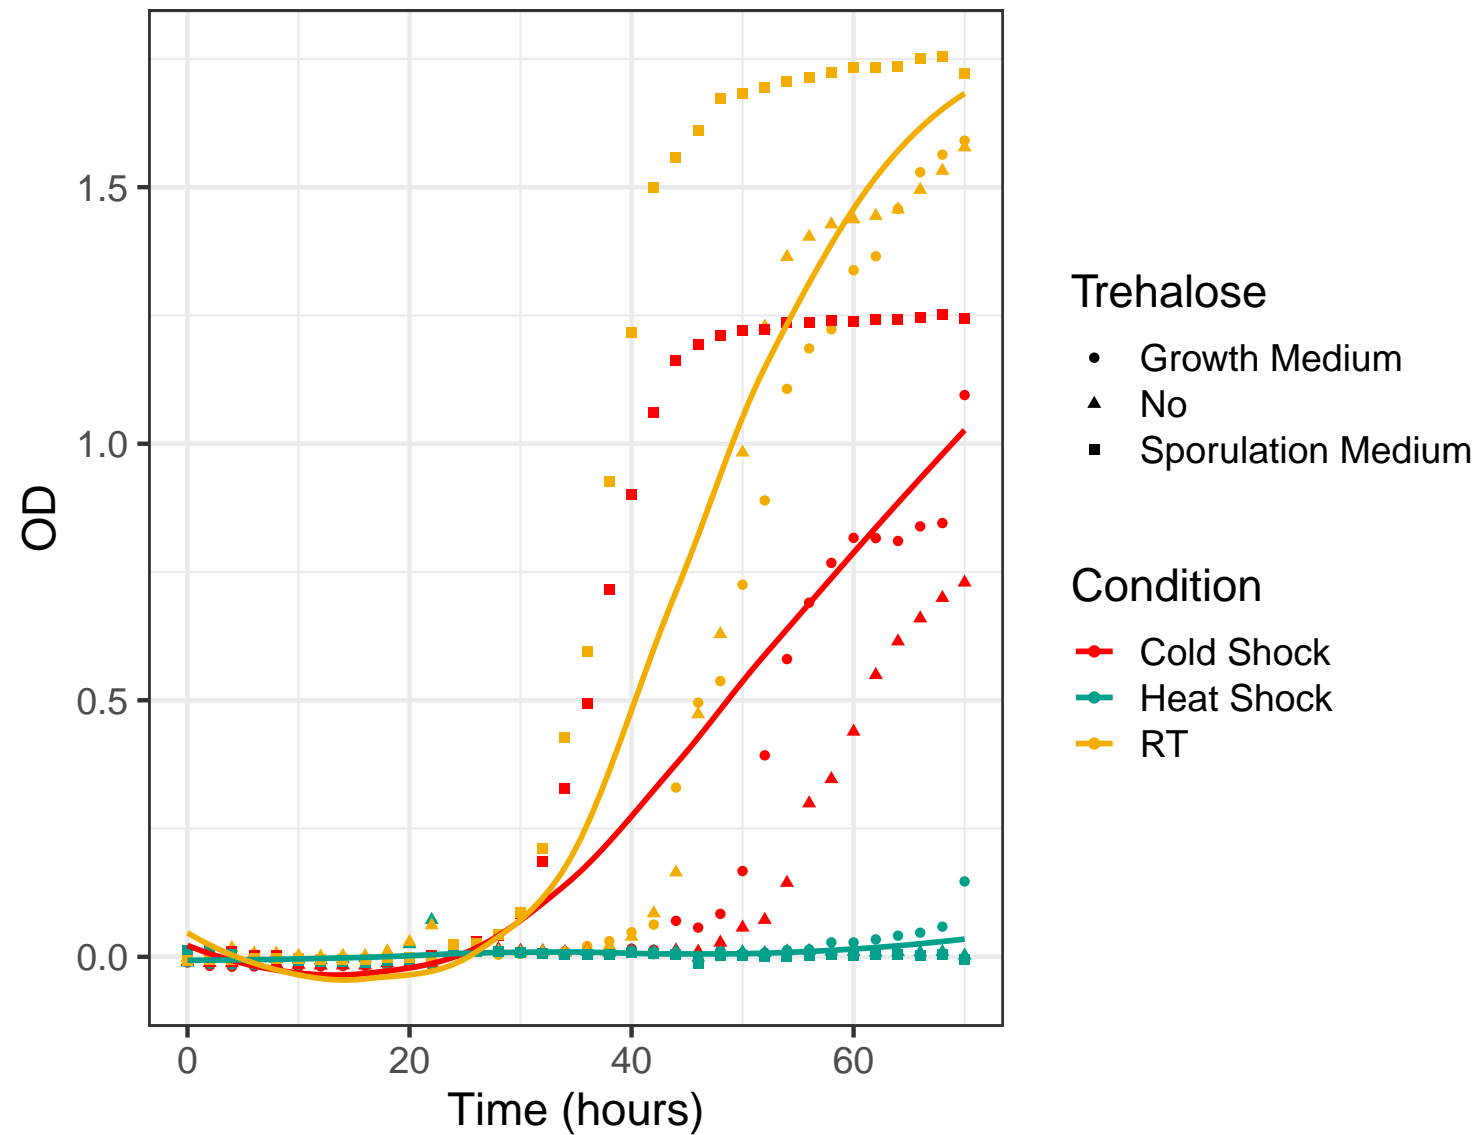 1.5
1.0
0.5
0.0
OD
0 20 40 60
Time (hours)
Trehalose
Growth Medium
No
Sporulation Medium
Condition
Cold Shock
Heat Shock
RT